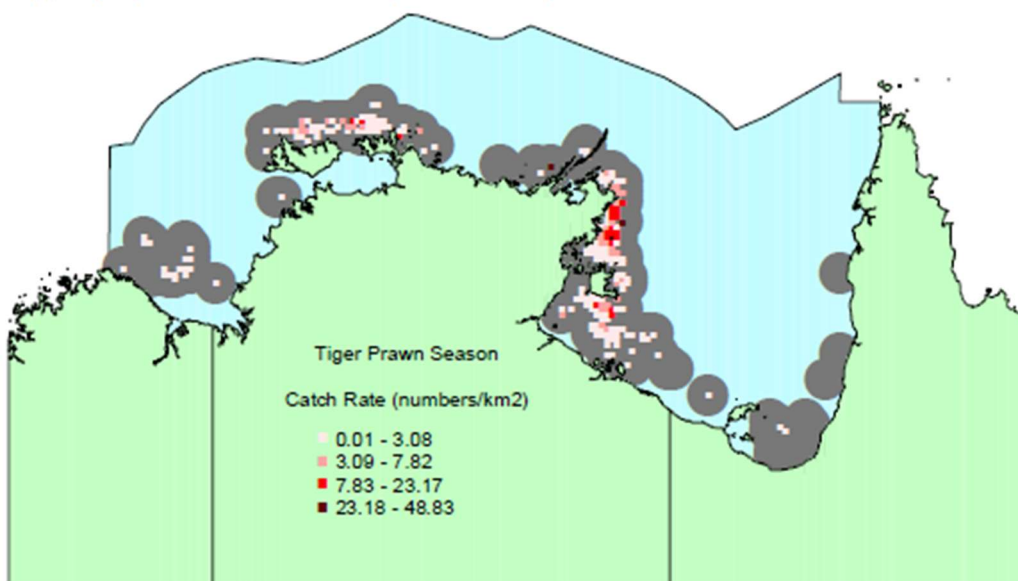 Tiger Prawn Season
Catch Rate (numbers/km2)
0.01 - 3.08
3.09 - 7.82
7.83 - 23.17
23.18 - 48.83